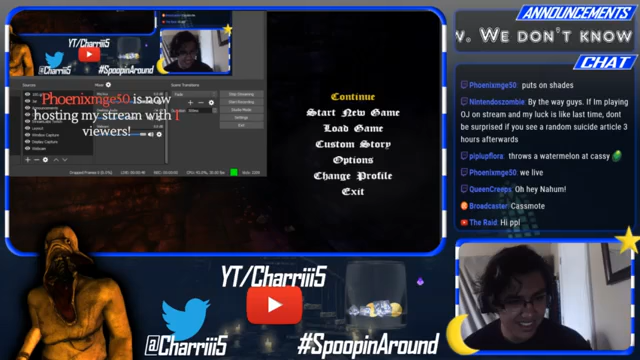 YT/Charriii5
@Charriii5
#SpoopinAround
Phoenixmge50 is now
hosting my stream with 1
viewers!
Continue
Start New Game
Load Game
Custom Story
Options
Change Profile
Exit
ANNOUNCEMENTS
. WE DON'T KNOW
CHAT
Phoenixmge50 puts on shades
Nintendoszombie By the way guys. If Im playing
OJ on stream and my luck is like last time, dont
be surprised if you see a random suicide article 3
hours afterwards
piplupflora: throws a watermelon at cassy
Phoenixmge50 we live
QueenCreeps Oh hey Nahum!
Broadcaster: Cassmote
The Raid: Hi ppl
YT/Charriii5
@Charriii5
#SpoopinAround